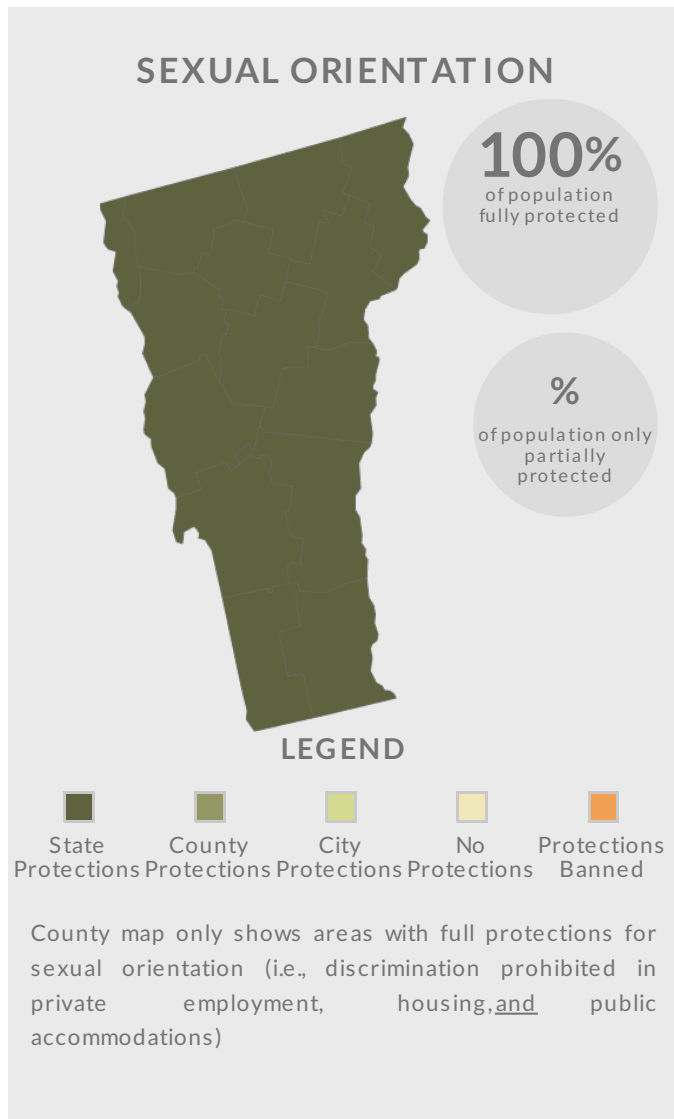 SEXUAL ORIENTATION
100%
of population
fully protected
%
of population only
partially
protected
LEGEND
State
Protections
County
Protections
City
Protections
No
Protections
Protections
Banned
County map only shows areas with full protections for
sexual orientation (i.e., discrimination prohibited in
private employment, housing, and public
accommodations)